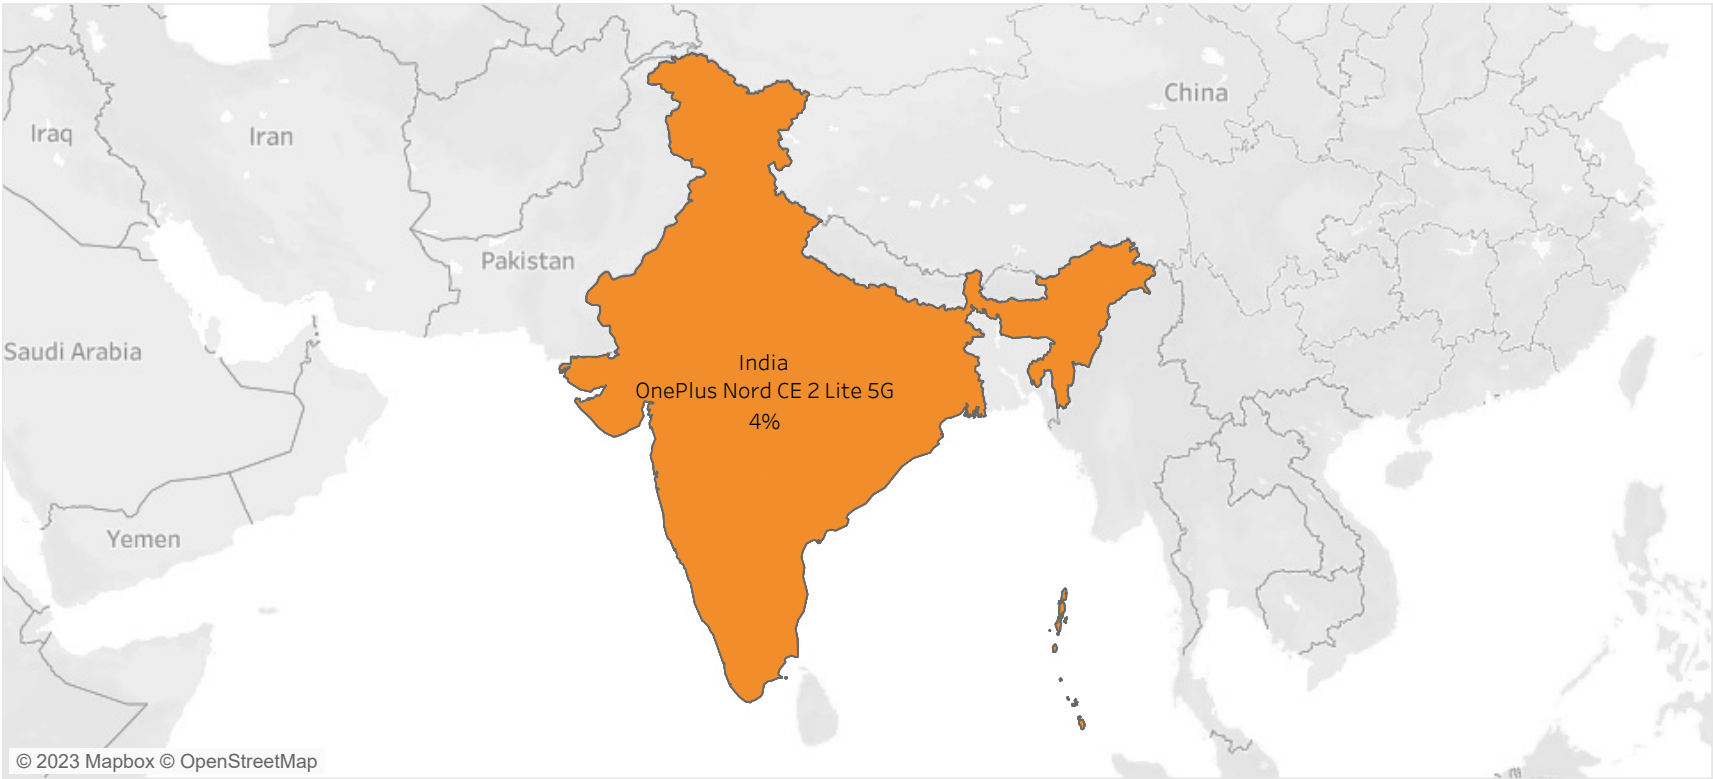 China
Iraq
Iran
Pakistan
Saudi Arabia
India
OnePlus Nord CE 2 Lite 5G
4%
Yemen
© 2023 Mapbox © OpenStreetMap